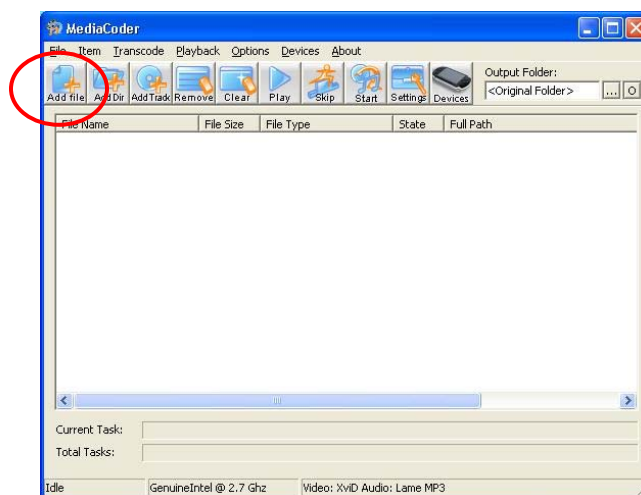 MediaCoder
File Item Transcode Playback Options Devices About
Add file Add Dir Add Track Remove Clear Play Skip Start Settings Devices
Output Folder:
<Original Folder> ... O
File Name File Size File Type State Full Path
Current Task:
Total Tasks:
Idle GenuineIntel @ 2.7 Ghz Video: XviD Audio: Lame MP3